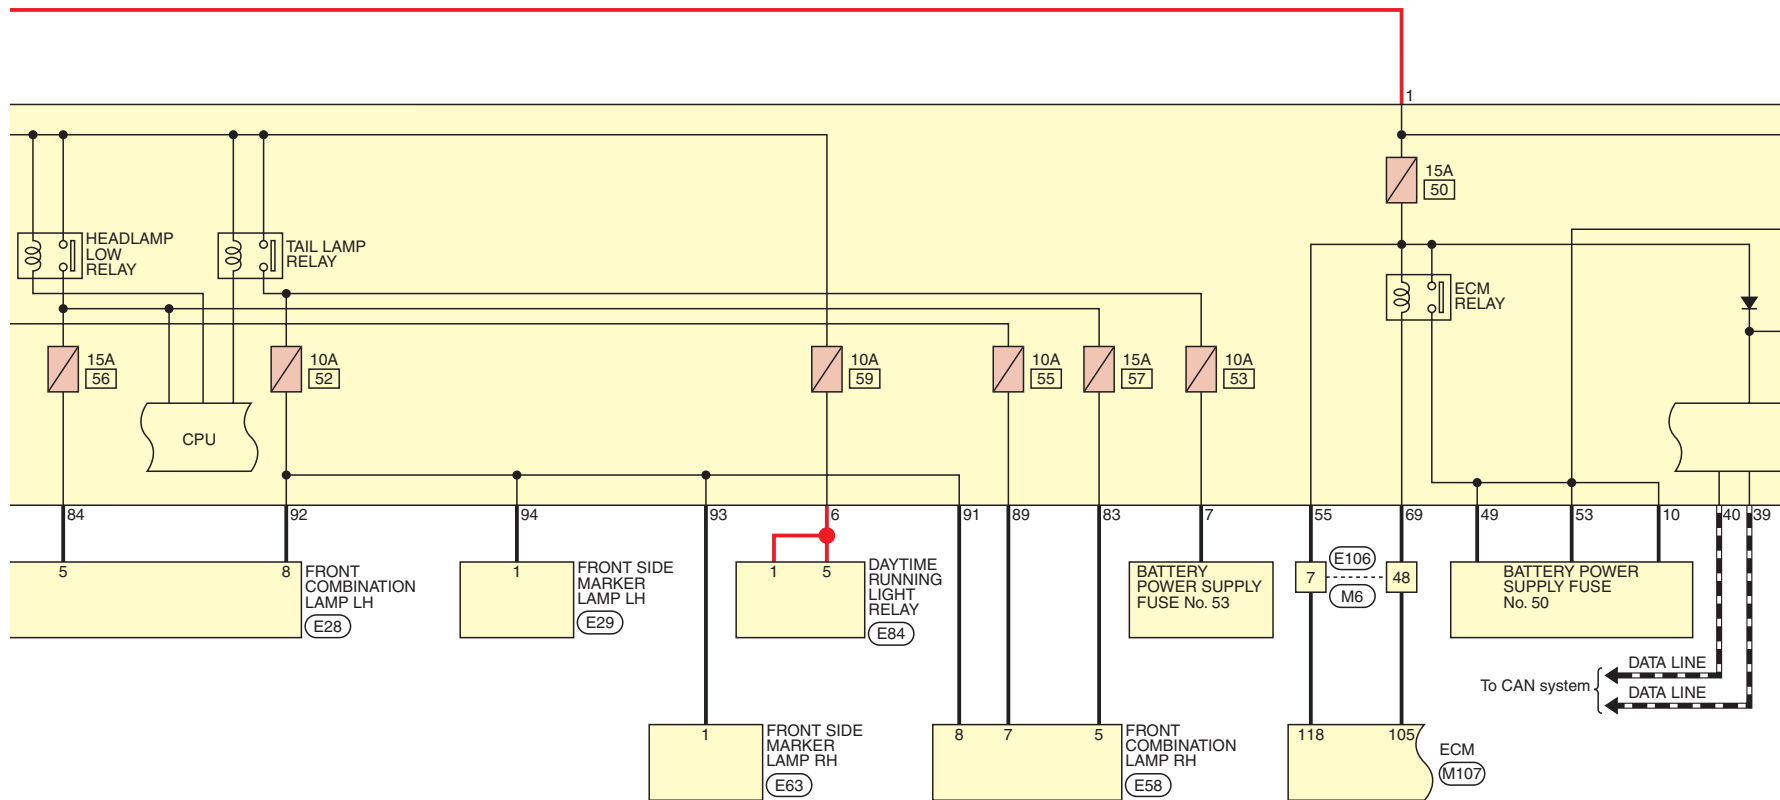 1
15A
50
HEADLAMP
LOW
RELAY
TAIL LAMP
RELAY
ECM
RELAY
15A
56
10A
52
10A
59
10A
55
15A
57
10A
53
CPU
84
92
94
93
6
91
89
83
7
55
69
49
53
10
40
39
5
8
FRONT
COMBINATION
LAMP LH
E28
1
FRONT SIDE
MARKER
LAMP LH
E29
1
5
DAYTIME
RUNNING
LIGHT
RELAY
E84
BATTERY
POWER SUPPLY
FUSE No. 53
7
E106
M6
48
BATTERY POWER
SUPPLY FUSE
No. 50
To CAN system
DATA LINE
DATA LINE
1
FRONT SIDE
MARKER
LAMP RH
E63
8
7
5
FRONT
COMBINATION
LAMP RH
E58
118
105
ECM
M107